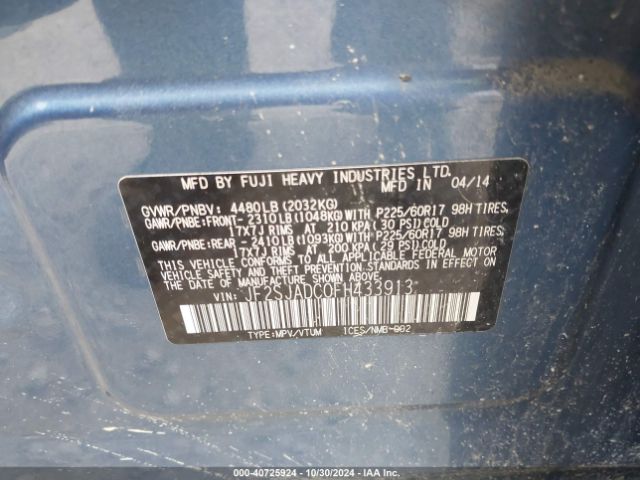 MFD BY FUJI HEAVY INDUSTRIES LTD.
MFD IN 04/14
GVWR/PNBV: 4480LB(2032KG)
GAWR/PNBE:FRONT-2310LB(1048KG)WITH P225/60R17 98H TIRES,
17X7J RIMS AT 210 KPA(30 PSI)COLD
GAWR/PNBE:REAR -2410LB(1093KG)WITH P225/60R17 98H TIRES,
17X7J RIMS AT 200 KPA(29 PSI)COLD
THIS VEHICLE CONFORMS TO ALL APPLICABLE FEDERAL MOTOR
VEHICLE SAFETY AND THEFT PREVENTION STANDARDS IN EFFECT ON
THE DATE OF MANUFACTURE SHOWN ABOVE.
VIN: JF2SJADC0FH433913
TYPE:MPV/VTUM ICES/NMB-002
000-40725924 / 10/30/2024 - IAA Inc.